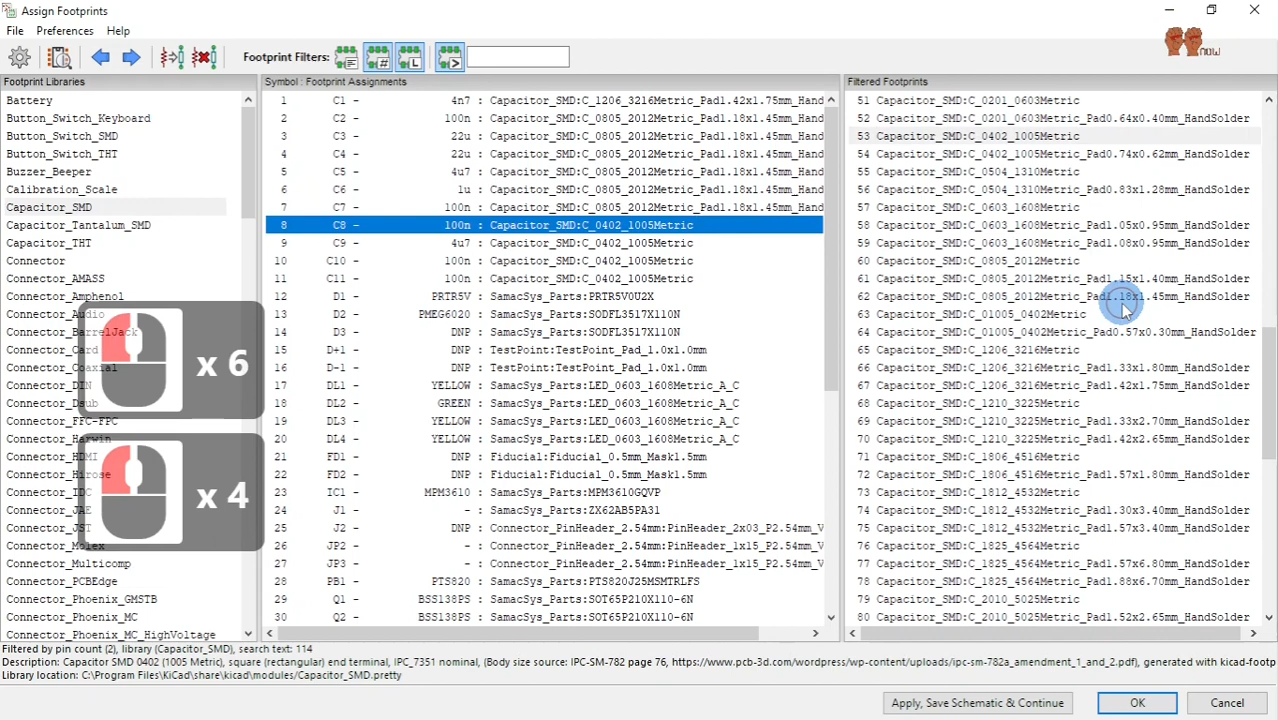 Assign Footprints
File Preferences Help
Footprint Filters:
now
Footprint Libraries
Battery
Button_Switch_Keyboard
Button_Switch_SMD
Button_Switch_THT
Buzzer_Beeper
Calibration_Scale
Capacitor_SMD
Capacitor_Tantalum_SMD
Capacitor_THT
Connector
Connector_AMASS
Connector_Amphenol
Connector_Audio
Connector_BarrelJack
Connector_Card
Connector_Coaxial
Connector_DIN
Connector_Dsub
Connector_FFC-FPC
Connector_Harwin
Connector_HDMI
Connector_Hirose
Connector_IDC
Connector_JAE
Connector_JST
Connector_Molex
Connector_Multicomp
Connector_PCBEdge
Connector_Phoenix_GMSTB
Connector_Phoenix_MC
Connector_Phoenix_MC_HighVoltage
x 6
x 4
Symbol : Footprint Assignments
1 C1 - 4n7 : Capacitor_SMD:C_1206_3216Metric_Pad1.42x1.75mm_Hand
2 C2 - 100n : Capacitor_SMD:C_0805_2012Metric_Pad1.18x1.45mm_Hand
3 C3 - 22u : Capacitor_SMD:C_0805_2012Metric_Pad1.18x1.45mm_Hand
4 C4 - 22u : Capacitor_SMD:C_0805_2012Metric_Pad1.18x1.45mm_Hand
5 C5 - 4u7 : Capacitor_SMD:C_0805_2012Metric_Pad1.18x1.45mm_Hand
6 C6 - 1u : Capacitor_SMD:C_0805_2012Metric_Pad1.18x1.45mm_Hand
7 C7 - 100n : Capacitor_SMD:C_0805_2012Metric_Pad1.18x1.45mm_Hand
8 C8 - 100n : Capacitor_SMD:C_0402_1005Metric
9 C9 - 4u7 : Capacitor_SMD:C_0402_1005Metric
10 C10 - 100n : Capacitor_SMD:C_0402_1005Metric
11 C11 - 100n : Capacitor_SMD:C_0402_1005Metric
12 D1 - PRTR5V : SamacSys_Parts:PRTR5V0U2X
13 D2 - PMEG6020 : SamacSys_Parts:SODFL3517X110N
14 D3 - DNP : SamacSys_Parts:SODFL3517X110N
15 D+1 - DNP : TestPoint:TestPoint_Pad_1.0x1.0mm
16 D-1 - DNP : TestPoint:TestPoint_Pad_1.0x1.0mm
17 DL1 - YELLOW : SamacSys_Parts:LED_0603_1608Metric_A_C
18 DL2 - GREEN : SamacSys_Parts:LED_0603_1608Metric_A_C
19 DL3 - YELLOW : SamacSys_Parts:LED_0603_1608Metric_A_C
20 DL4 - YELLOW : SamacSys_Parts:LED_0603_1608Metric_A_C
21 FD1 - DNP : Fiducial:Fiducial_0.5mm_Mask1.5mm
22 FD2 - DNP : Fiducial:Fiducial_0.5mm_Mask1.5mm
23 IC1 - MPM3610 : SamacSys_Parts:MPM3610GQVP
24 J1 - - : SamacSys_Parts:ZX62AB5PA31
25 J2 - DNP : Connector_PinHeader_2.54mm:PinHeader_2x03_P2.54mm_V
26 JP2 - - : Connector_PinHeader_2.54mm:PinHeader_1x15_P2.54mm_V
27 JP3 - - : Connector_PinHeader_2.54mm:PinHeader_1x15_P2.54mm_V
28 PB1 - PTS820 : SamacSys_Parts:PTS820J25MSMTRLFS
29 Q1 - BSS138PS : SamacSys_Parts:SOT65P210X110-6N
30 Q2 - BSS138PS : SamacSys_Parts:SOT65P210X110-6N
Filtered Footprints
51 Capacitor_SMD:C_0201_0603Metric
52 Capacitor_SMD:C_0201_0603Metric_Pad0.64x0.40mm_HandSolder
53 Capacitor_SMD:C_0402_1005Metric
54 Capacitor_SMD:C_0402_1005Metric_Pad0.74x0.62mm_HandSolder
55 Capacitor_SMD:C_0504_1310Metric
56 Capacitor_SMD:C_0504_1310Metric_Pad0.83x1.28mm_HandSolder
57 Capacitor_SMD:C_0603_1608Metric
58 Capacitor_SMD:C_0603_1608Metric_Pad1.05x0.95mm_HandSolder
59 Capacitor_SMD:C_0603_1608Metric_Pad1.08x0.95mm_HandSolder
60 Capacitor_SMD:C_0805_2012Metric
61 Capacitor_SMD:C_0805_2012Metric_Pad1.15x1.40mm_HandSolder
62 Capacitor_SMD:C_0805_2012Metric_Pad1.18x1.45mm_HandSolder
63 Capacitor_SMD:C_01005_0402Metric
64 Capacitor_SMD:C_01005_0402Metric_Pad0.57x0.30mm_HandSolder
65 Capacitor_SMD:C_1206_3216Metric
66 Capacitor_SMD:C_1206_3216Metric_Pad1.33x1.80mm_HandSolder
67 Capacitor_SMD:C_1206_3216Metric_Pad1.42x1.75mm_HandSolder
68 Capacitor_SMD:C_1210_3225Metric
69 Capacitor_SMD:C_1210_3225Metric_Pad1.33x2.70mm_HandSolder
70 Capacitor_SMD:C_1210_3225Metric_Pad1.42x2.65mm_HandSolder
71 Capacitor_SMD:C_1806_4516Metric
72 Capacitor_SMD:C_1806_4516Metric_Pad1.57x1.80mm_HandSolder
73 Capacitor_SMD:C_1812_4532Metric
74 Capacitor_SMD:C_1812_4532Metric_Pad1.30x3.40mm_HandSolder
75 Capacitor_SMD:C_1812_4532Metric_Pad1.57x3.40mm_HandSolder
76 Capacitor_SMD:C_1825_4564Metric
77 Capacitor_SMD:C_1825_4564Metric_Pad1.57x6.80mm_HandSolder
78 Capacitor_SMD:C_1825_4564Metric_Pad1.88x6.70mm_HandSolder
79 Capacitor_SMD:C_2010_5025Metric
80 Capacitor_SMD:C_2010_5025Metric_Pad1.52x2.65mm_HandSolder
Filtered by pin count (2), library (Capacitor_SMD), search text: 114
Description: Capacitor SMD 0402 (1005 Metric), square (rectangular) end terminal, IPC_7351 nominal, (Body size source: IPC-SM-782 page 76, https://www.pcb-3d.com/wordpress/wp-content/uploads/ipc-sm-782a_amendment_1_and_2.pdf), generated with kicad-footp
Library location: C:\Program Files\KiCad\share\kicad\modules/Capacitor_SMD.pretty
Apply, Save Schematic & Continue OK Cancel